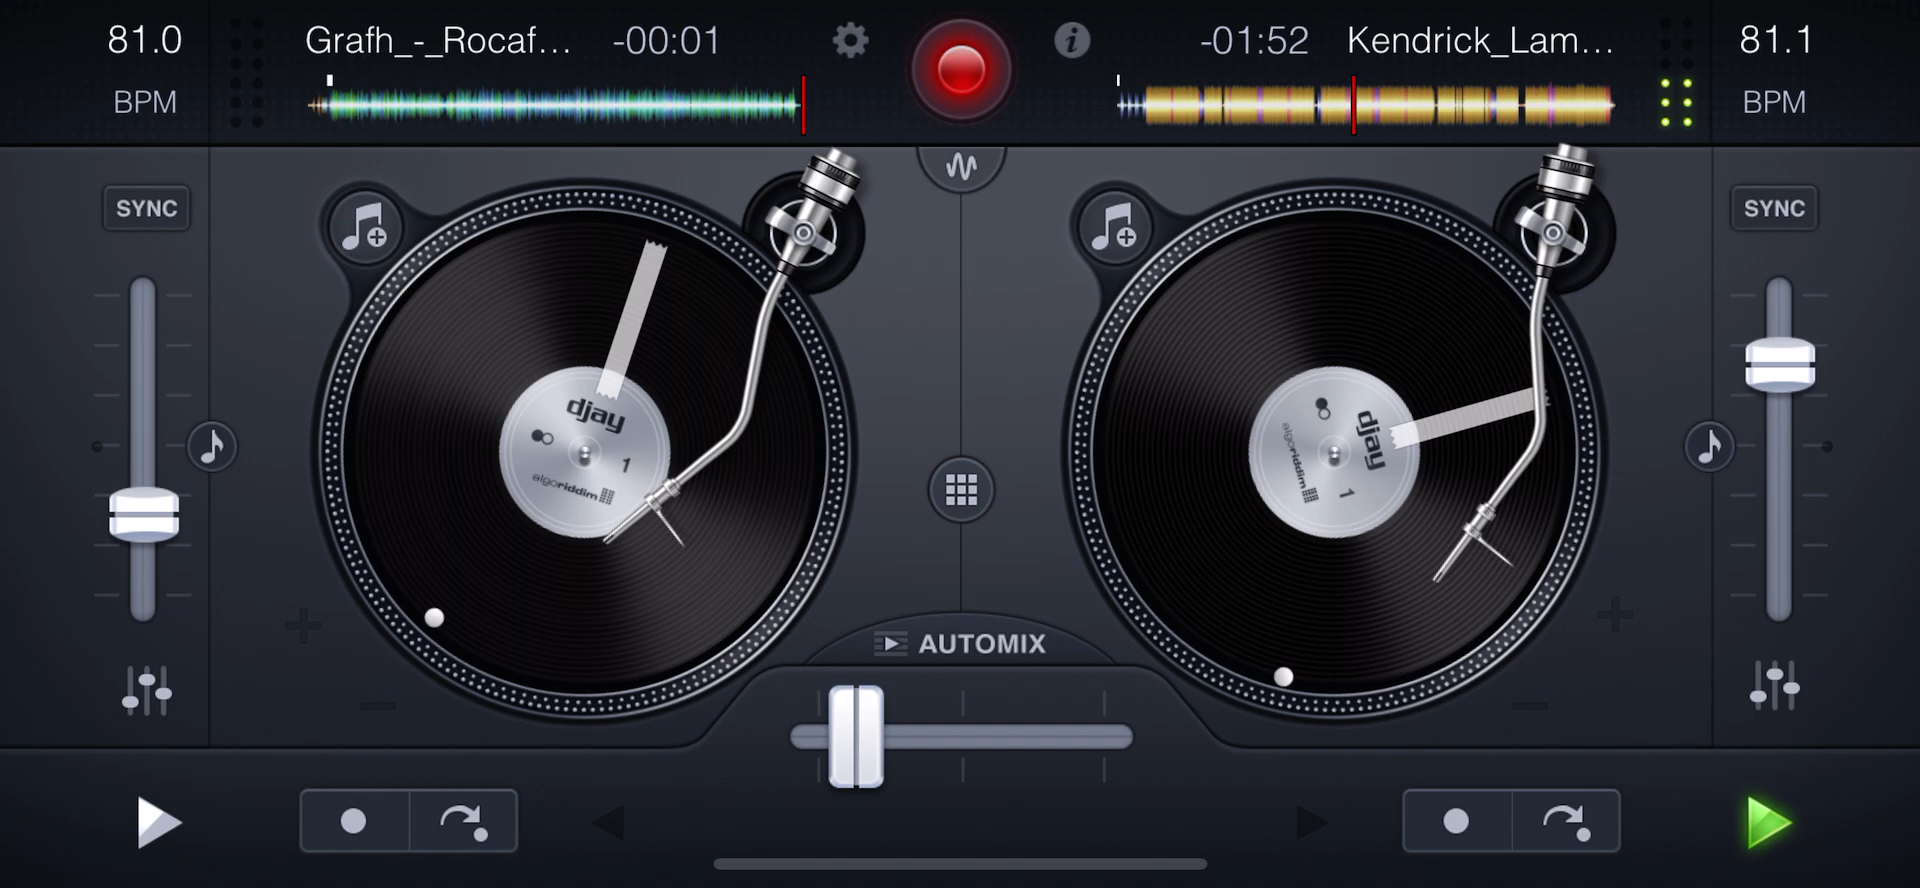 81.0
Grafh_-_Rocaf...
-00:01
-01:52
Kendrick_Lam...
81.1
BPM
BPM
SYNC
SYNC
djay
1
algoriddim
djay
1
algoriddim
AUTOMIX